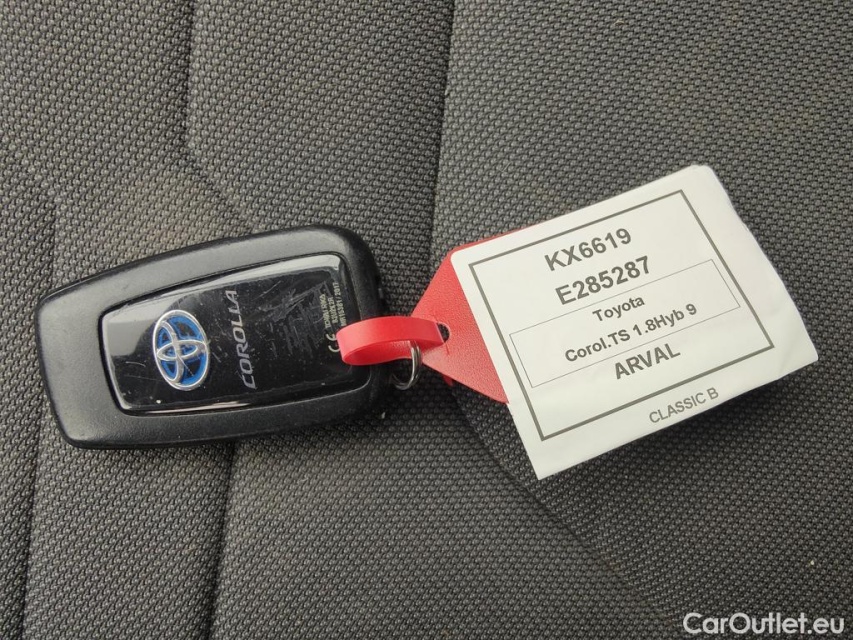 COROLLA
KX6619
E285287
Toyota
Corol.TS 1.8Hyb 9
ARVAL
CLASSIC B
CarOutlet.eu